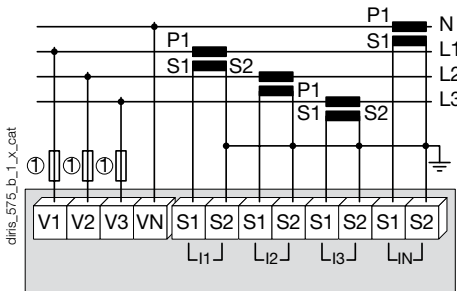 P1 N
P1 S1 L1
S1 S2 L2
P1
S1 S2 L3
① ① ①
V1 V2 V3 VN S1 S2 S1 S2 S1 S2 S1 S2
I1 I2 I3 IN
diris_575_b_1_x_cat